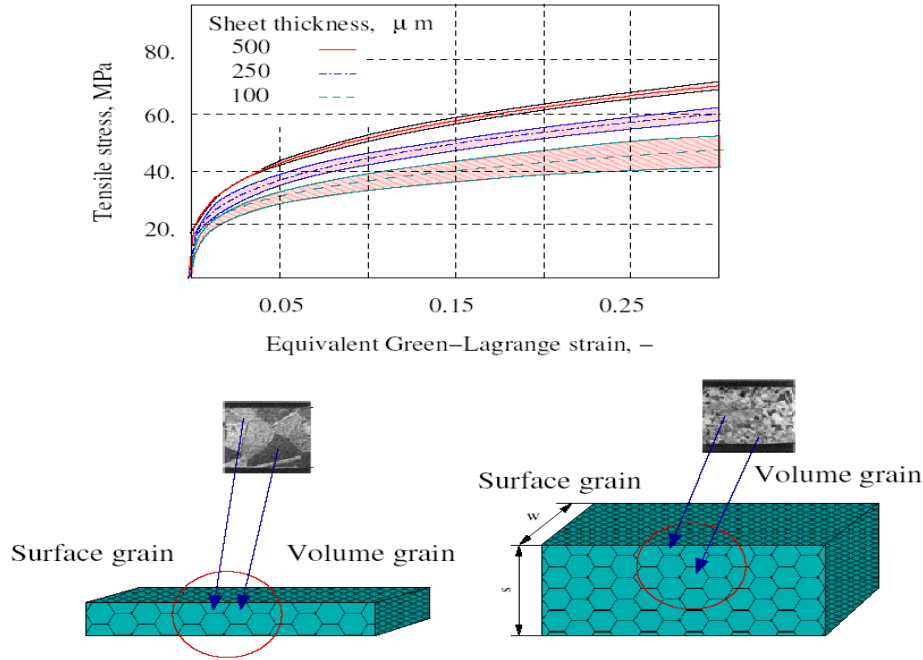 Sheet thickness, μ m
500
250
100
80.
60.
40.
20.
Tensile stress, MPa
0.05 0.15 0.25
Equivalent Green−Lagrange strain, −
Surface grain Volume grain
Surface grain Volume grain
w
s